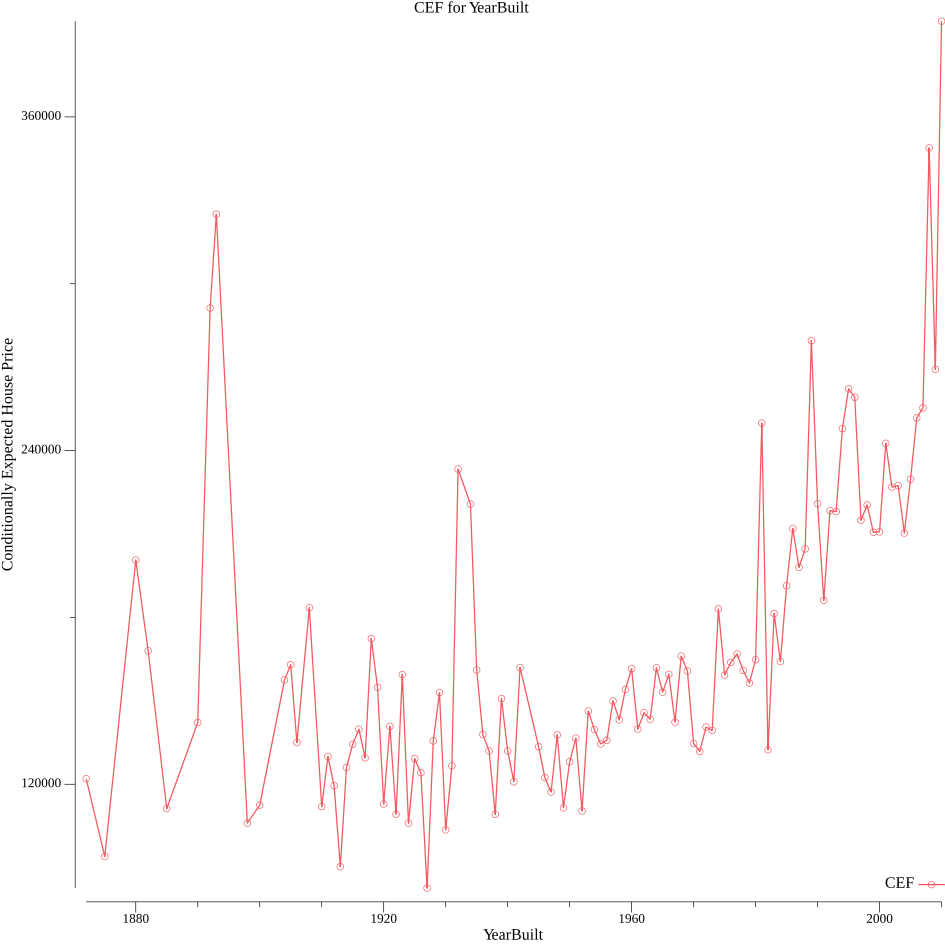 CEF for YearBuilt
360000
Conditionally Expected House Price
240000
120000
CEF
1880
1920
1960
2000
YearBuilt